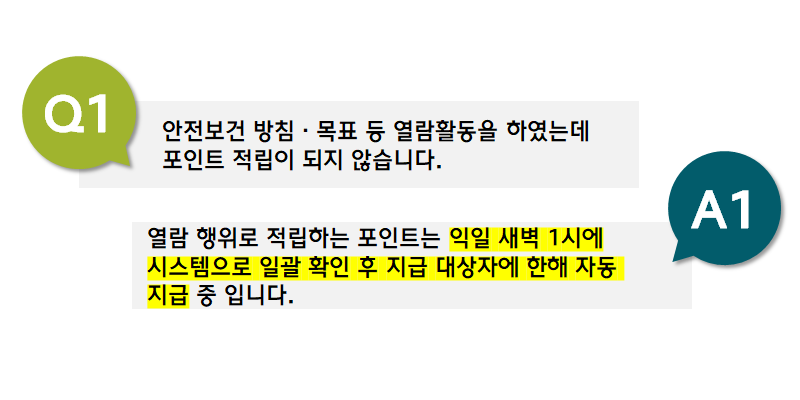 Q1
안전보건 방침 · 목표 등 열람활동을 하였는데
포인트 적립이 되지 않습니다.
A1
열람 행위로 적립하는 포인트는 익일 새벽 1시에
시스템으로 일괄 확인 후 지급 대상자에 한해 자동
지급 중 입니다.